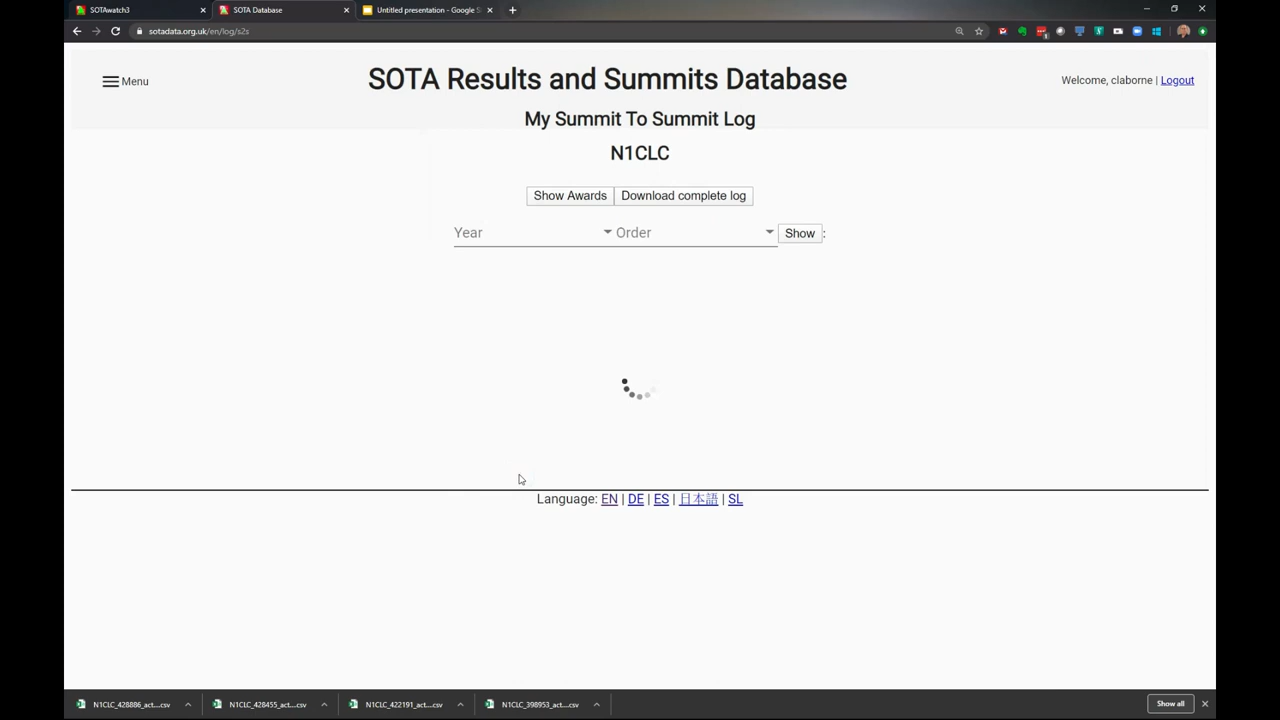 SOTAwatch3
SOTA Database
Untitled presentation - Google S
sotadata.org.uk/en/log/s2s
Menu
SOTA Results and Summits Database
Welcome, claborne | Logout
My Summit To Summit Log
N1CLC
Show Awards
Download complete log
Year
Order
Show :
Language: EN | DE | ES | 日本語 | SL
N1CLC_428886_act....csv
N1CLC_428455_act....csv
N1CLC_422191_act....csv
N1CLC_398953_act....csv
Show all